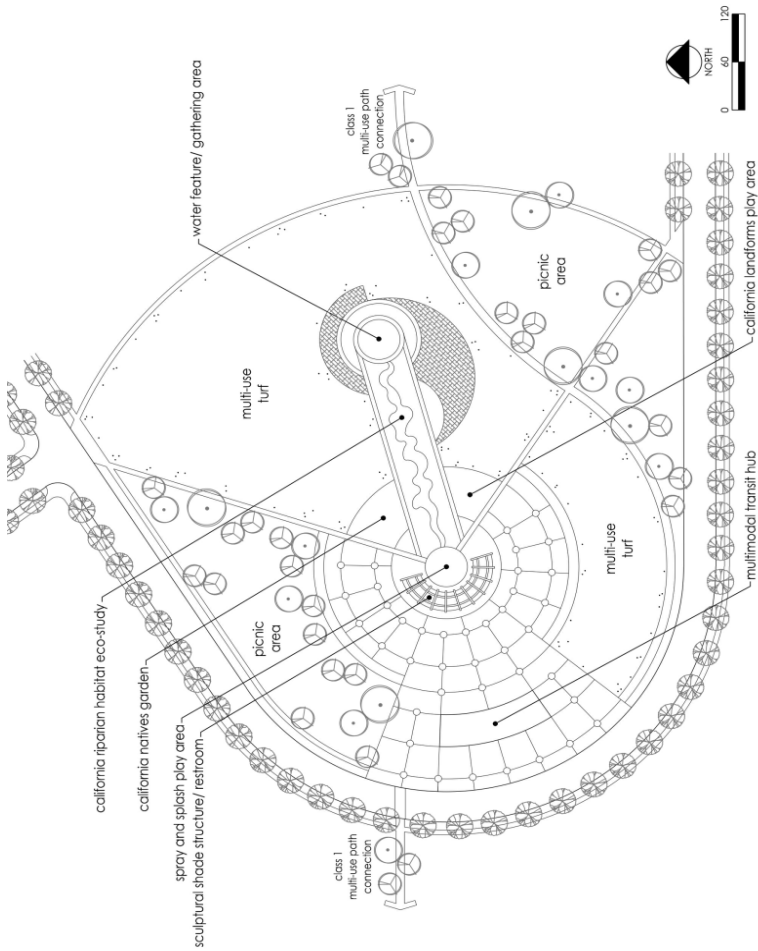 water feature/ gathering area
class 1
multi-use path
connection
NORTH
0 60 120
multi-use
turf
picnic
area
california landforms play area
california riparian habitat eco-study
california natives garden
spray and splash play area
sculptural shade structure/ restroom
picnic
area
multi-use
turf
multimodal transit hub
class 1
multi-use path
connection